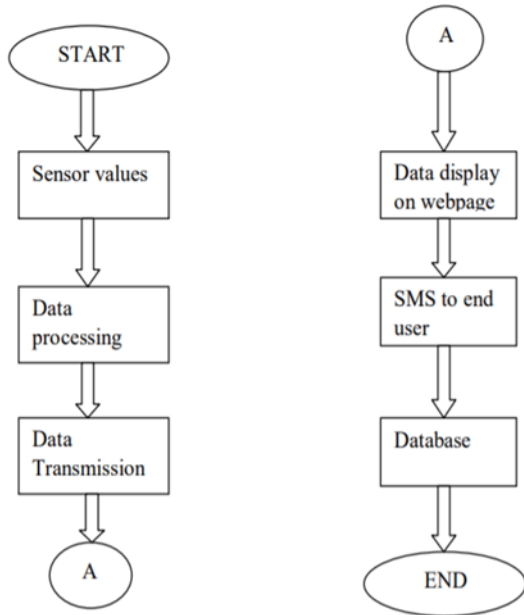 START
Sensor values
Data
processing
Data
Transmission
A
A
Data display
on webpage
SMS to end
user
Database
END